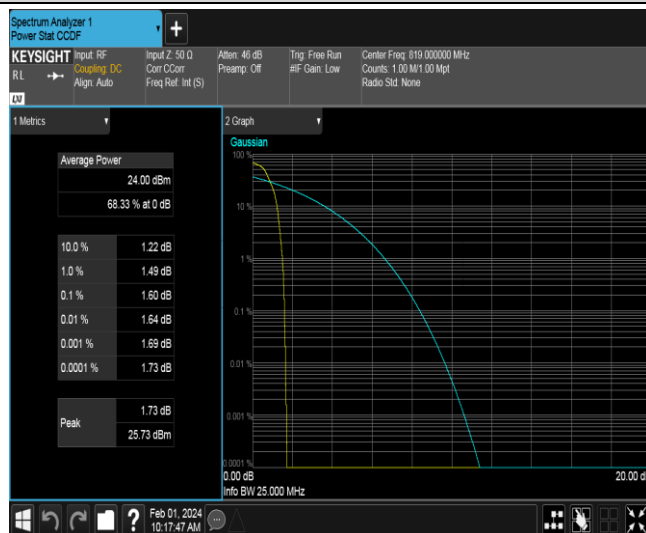 Spectrum Analyzer 1
Power Stat CCDF
+
KEYSIGHT
RL
LXI
Input: RF
Coupling: DC
Align: Auto
Input Z: 50 Ω
Corr CCorr
Freq Ref: Int (S)
Atten: 46 dB
Preamp: Off
Trig: Free Run
#IF Gain: Low
Center Freq: 819.000000 MHz
Counts: 1.00 M/1.00 Mpt
Radio Std: None
1 Metrics
Average Power
24.00 dBm
68.33 % at 0 dB
10.0 % 1.22 dB
1.0 % 1.49 dB
0.1 % 1.60 dB
0.01 % 1.64 dB
0.001 % 1.69 dB
0.0001 % 1.73 dB
Peak
1.73 dB
25.73 dBm
2 Graph
Gaussian
100 %
10 %
1 %
0.1 %
0.01 %
0.001 %
0.0001 %
0.00 dB 20.00 d
Info BW 25.000 MHz
?
Feb 01, 2024
10:17:47 AM